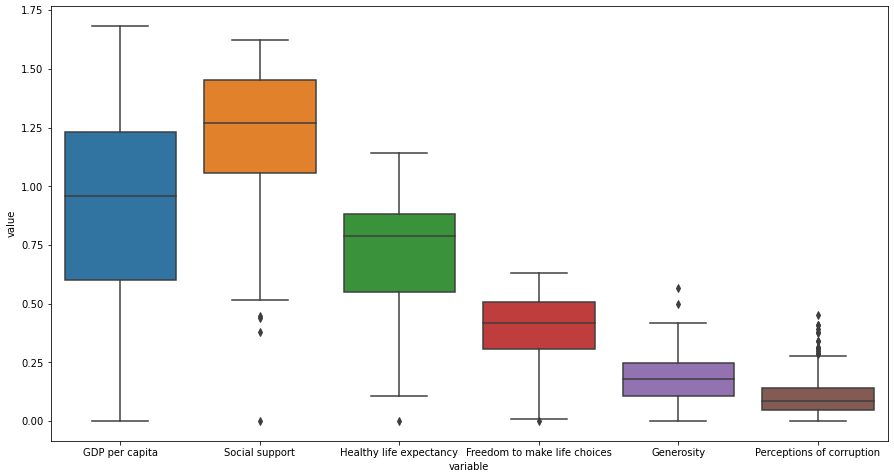 1.75
1.50
1.25
1.00
0.75
0.50
0.25
0.00
value
GDP per capita
Social support
Healthy life expectancy
Freedom to make life choices
Generosity
Perceptions of corruption
variable